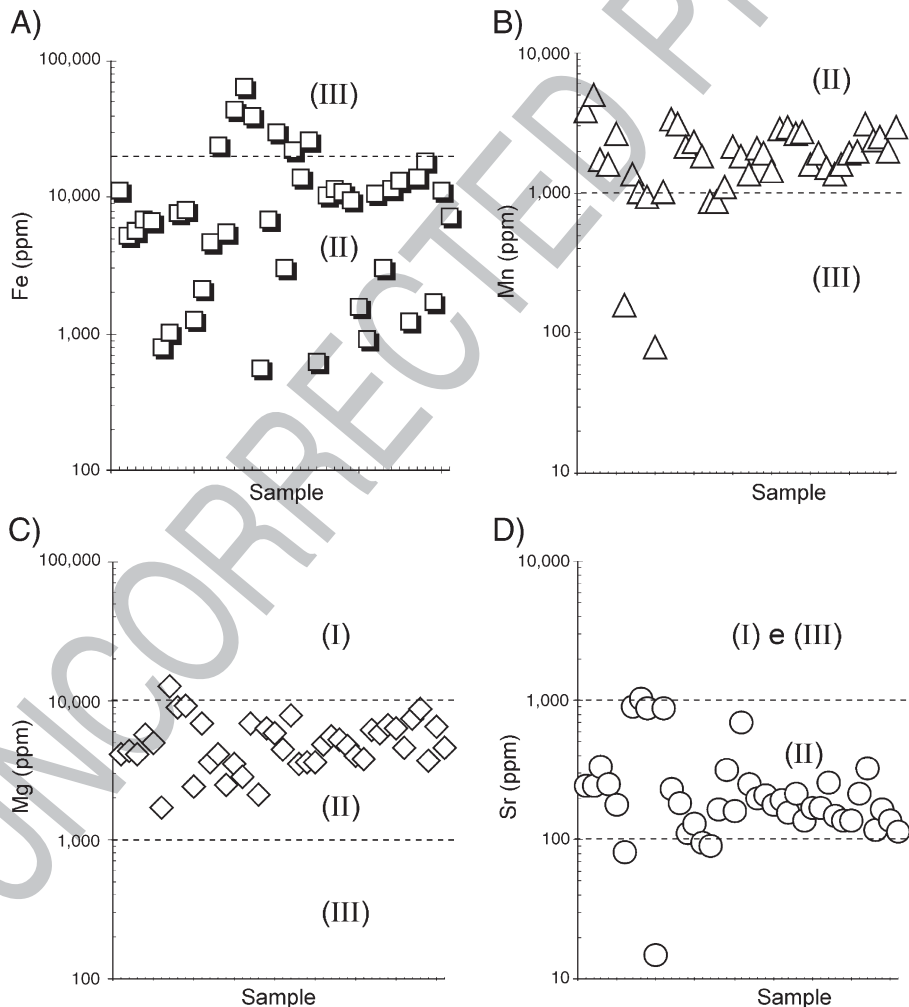 A)
100,000
10,000
1,000
100
Fe (ppm)
(III)
(II)
Sample
B)
10,000
1,000
100
10
Mn (ppm)
(II)
(III)
Sample
C)
100,000
10,000
1,000
100
Mg (ppm)
(I)
(II)
(III)
Sample
D)
10,000
1,000
100
10
Sr (ppm)
(I) e (III)
(II)
Sample
UNCORRECTED P